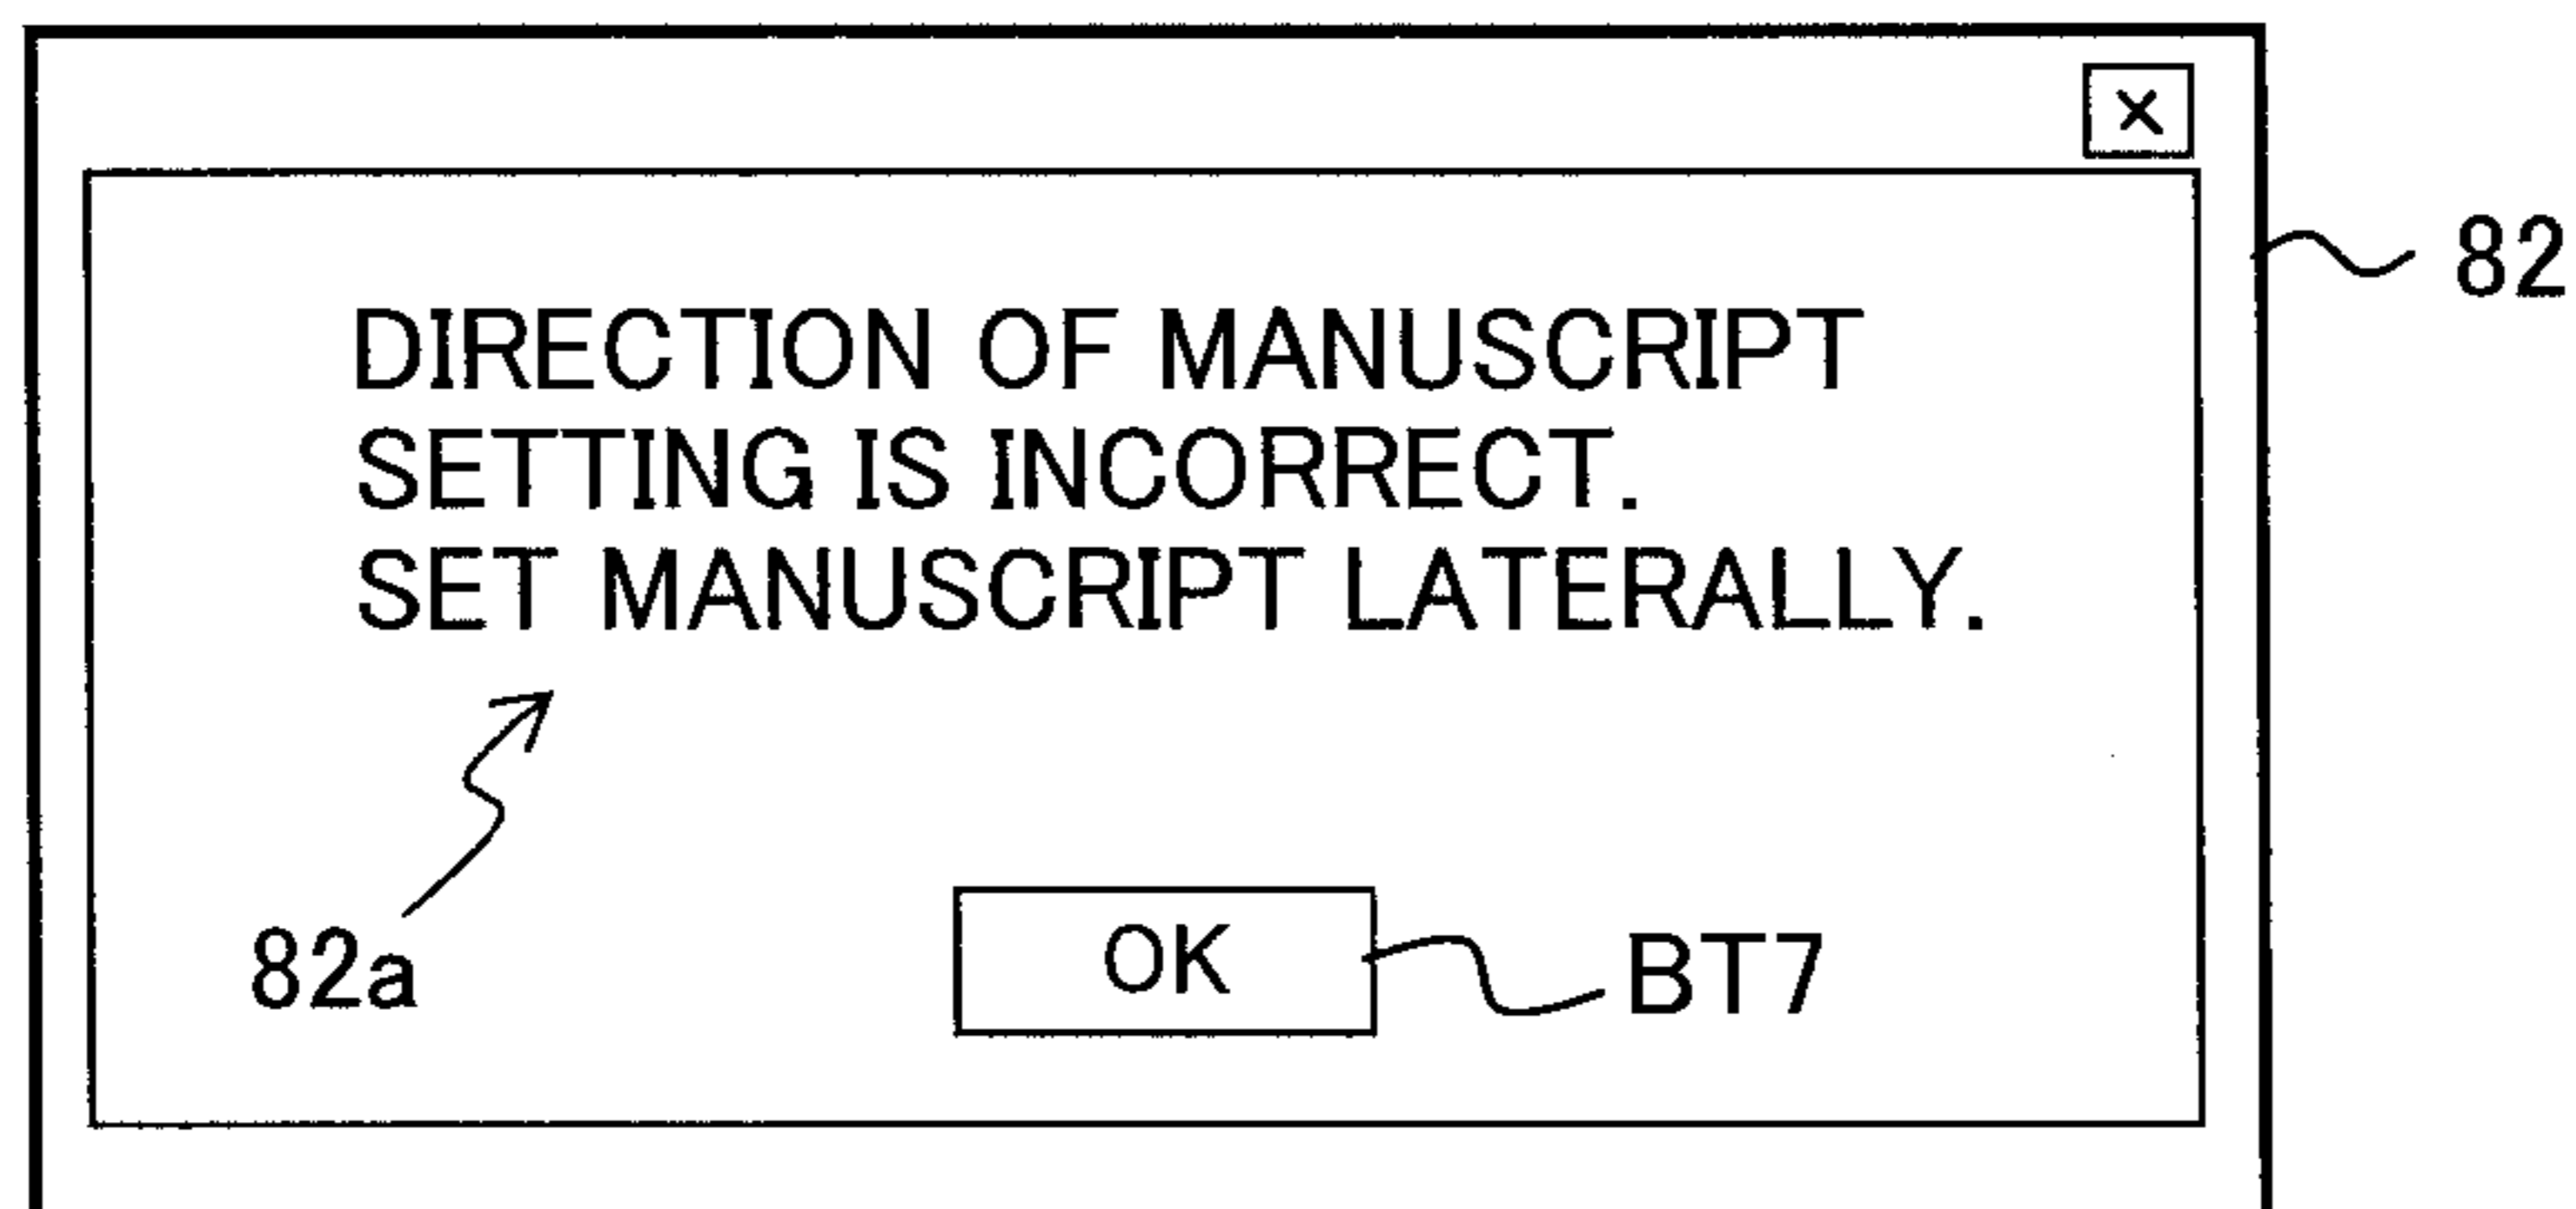 ×
82
DIRECTION OF MANUSCRIPT
SETTING IS INCORRECT.
SET MANUSCRIPT LATERALLY.
82a
OK
BT7